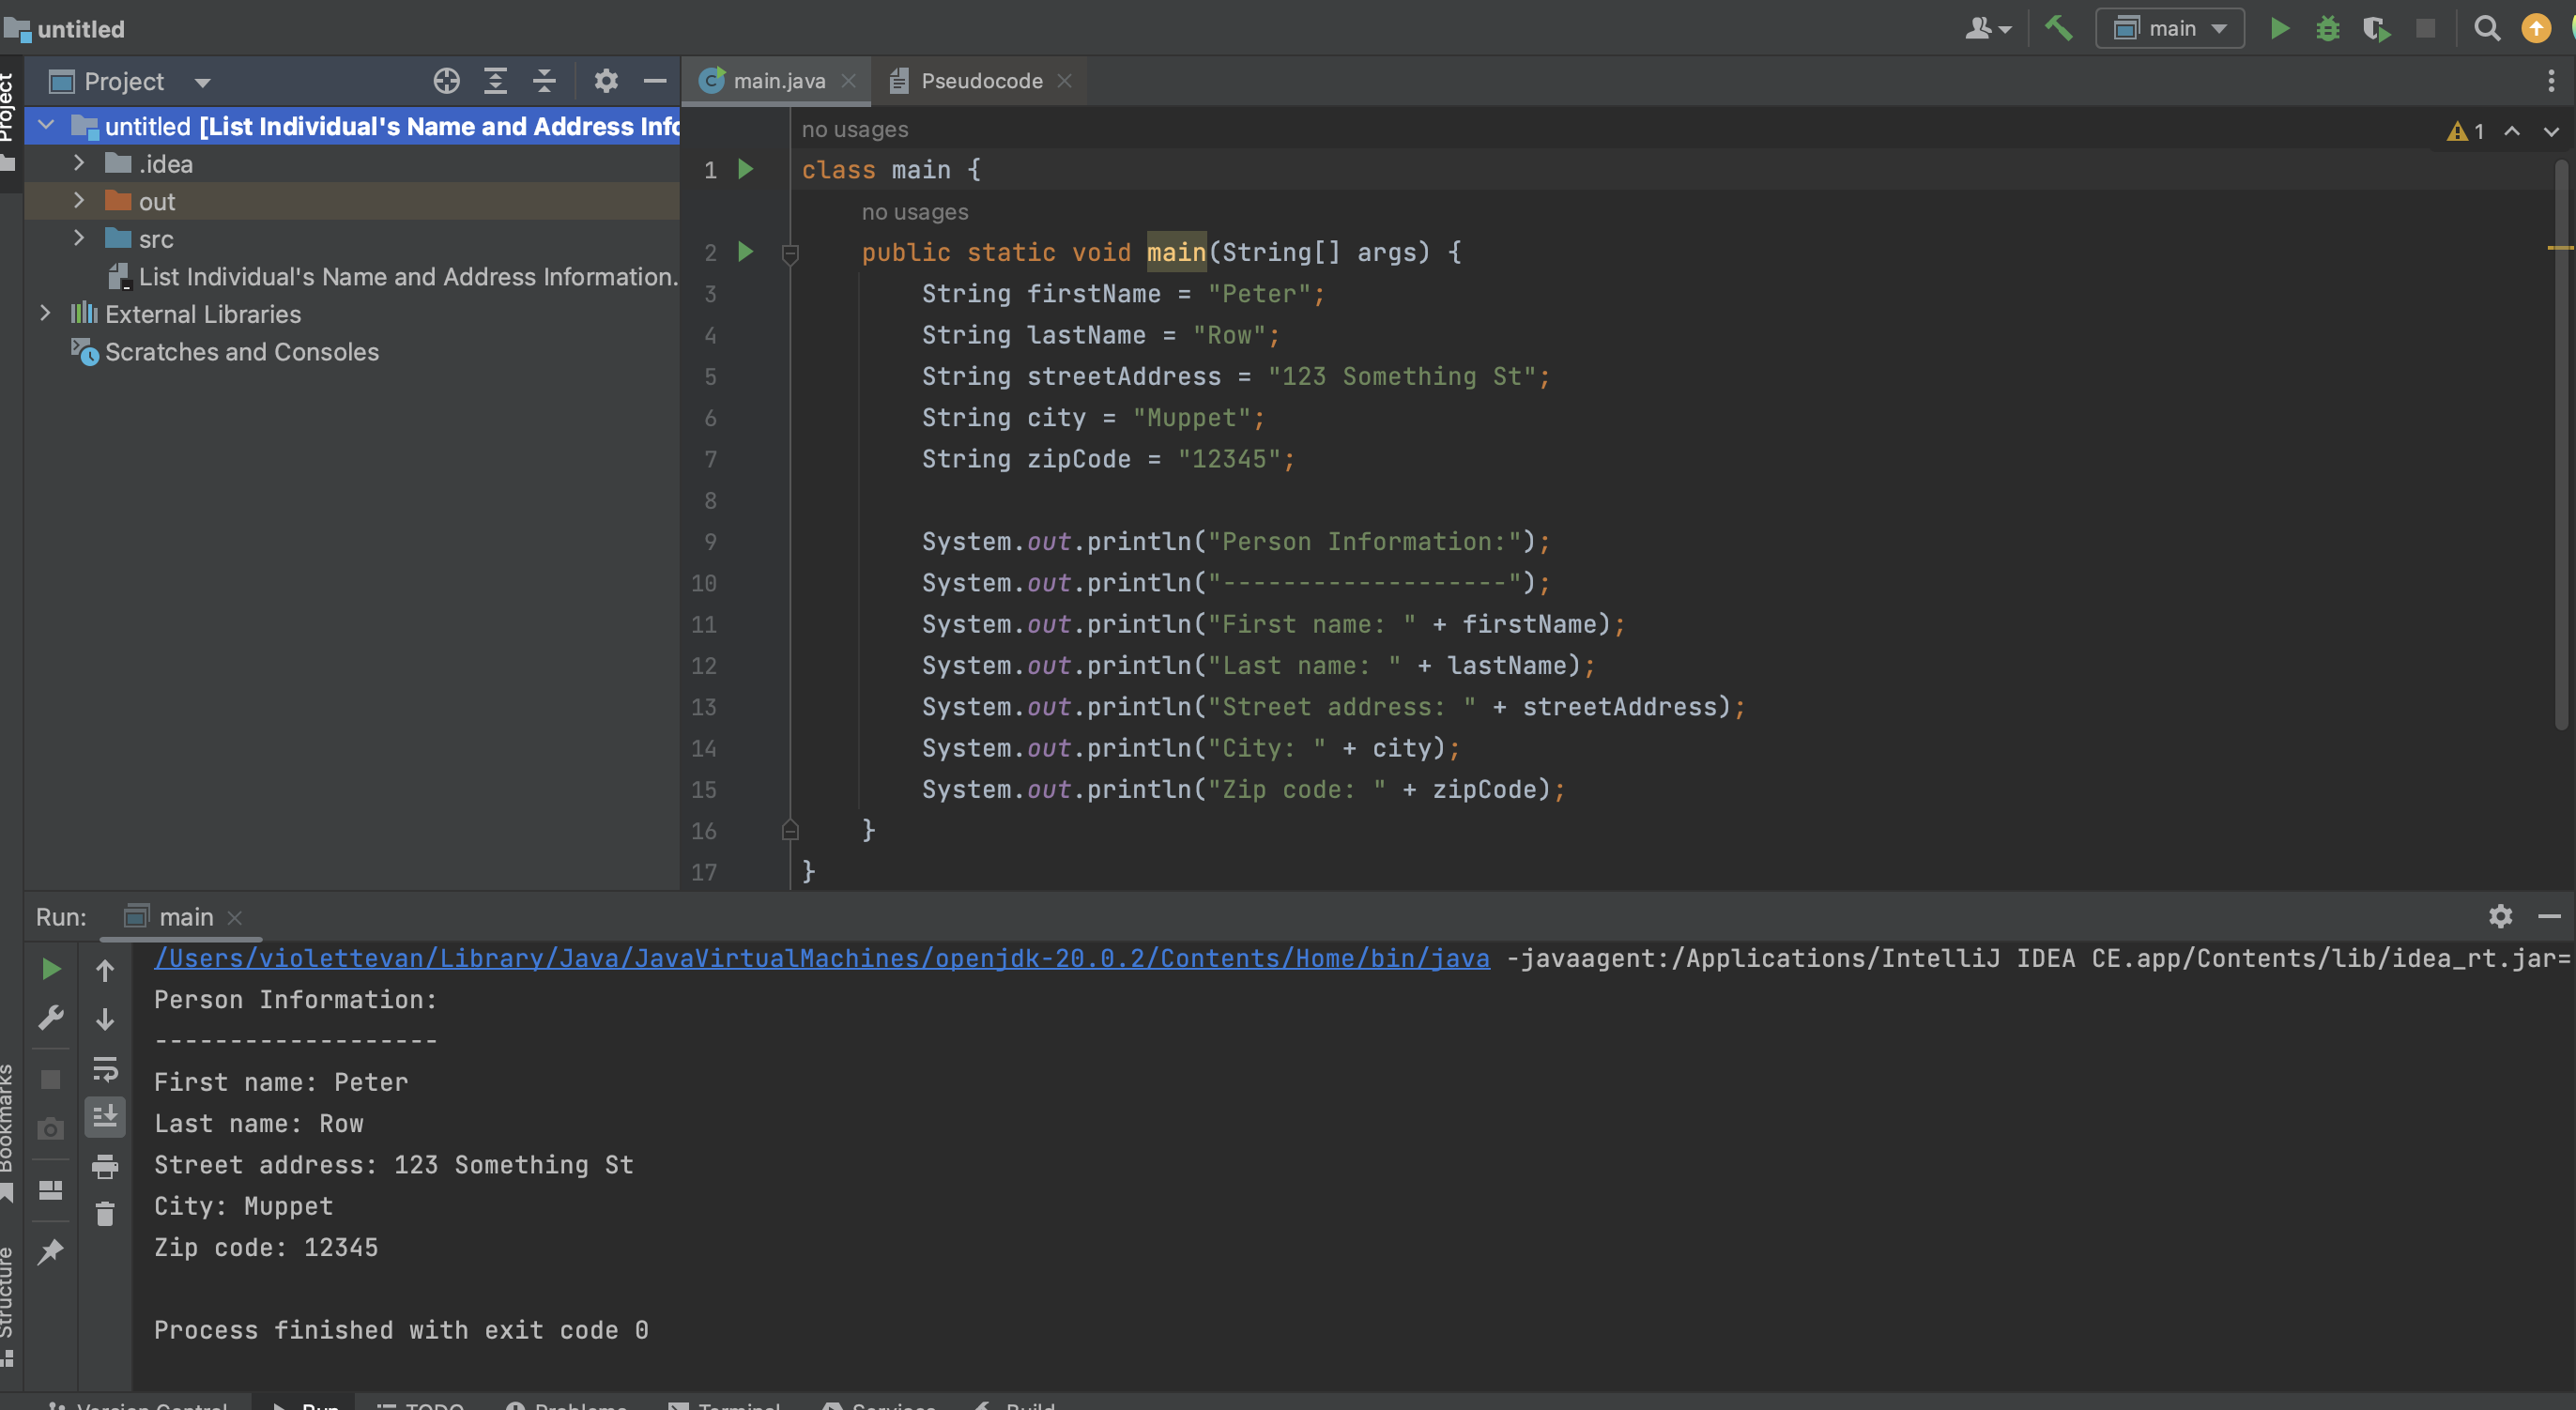 untitled
main
Project
Project
main.java
Pseudocode
untitled [List Individual's Name and Address Info
.idea
out
src
List Individual's Name and Address Information.
External Libraries
Scratches and Consoles
no usages
1
1 class main {
no usages
2 public static void main(String[] args) {
3 String firstName = "Peter";
4 String lastName = "Row";
5 String streetAddress = "123 Something St";
6 String city = "Muppet";
7 String zipCode = "12345";
8
9 System.out.println("Person Information:");
10 System.out.println("-------------------");
11 System.out.println("First name: " + firstName);
12 System.out.println("Last name: " + lastName);
13 System.out.println("Street address: " + streetAddress);
14 System.out.println("City: " + city);
15 System.out.println("Zip code: " + zipCode);
16 }
17 }
Run: main
/Users/violettevan/Library/Java/JavaVirtualMachines/openjdk-20.0.2/Contents/Home/bin/java -javaagent:/Applications/IntelliJ IDEA CE.app/Contents/lib/idea_rt.jar=
Person Information:
-------------------
First name: Peter
Last name: Row
Street address: 123 Something St
City: Muppet
Zip code: 12345
Process finished with exit code 0
Bookmarks
Structure
Version Control Run TODO Problems Terminal Services Build